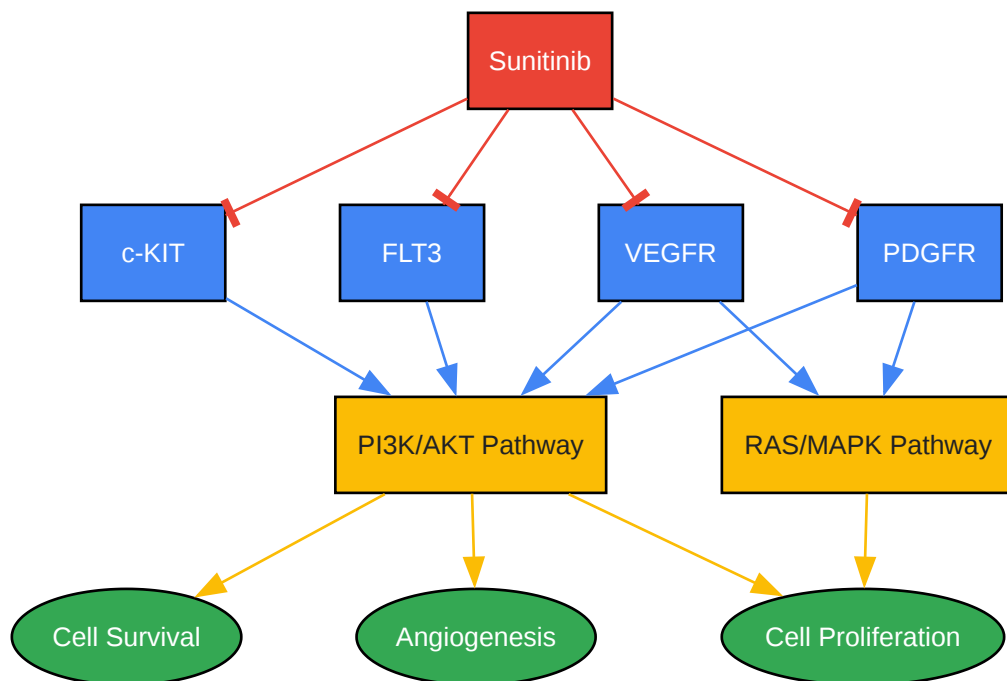 Sunitinib
c-KIT
FLT3
VEGFR
PDGFR
PI3K/AKT Pathway
RAS/MAPK Pathway
Cell Survival
Angiogenesis
Cell Proliferation